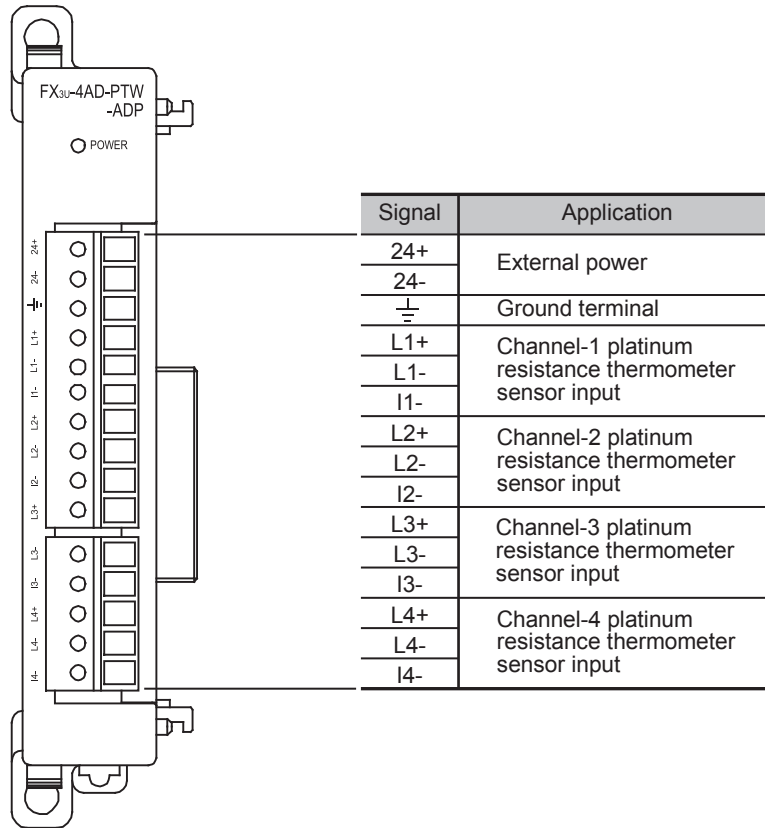 FX3U-4AD-PTW
-ADP
POWER
24+
24-
⏚
L1+
L1-
I1-
L2+
L2-
I2-
L3+
L3-
I3-
L4+
L4-
I4-
Signal Application
24+
24-
External power
⏚ Ground terminal
L1+
L1-
I1-
Channel-1 platinum
resistance thermometer
sensor input
L2+
L2-
I2-
Channel-2 platinum
resistance thermometer
sensor input
L3+
L3-
I3-
Channel-3 platinum
resistance thermometer
sensor input
L4+
L4-
I4-
Channel-4 platinum
resistance thermometer
sensor input